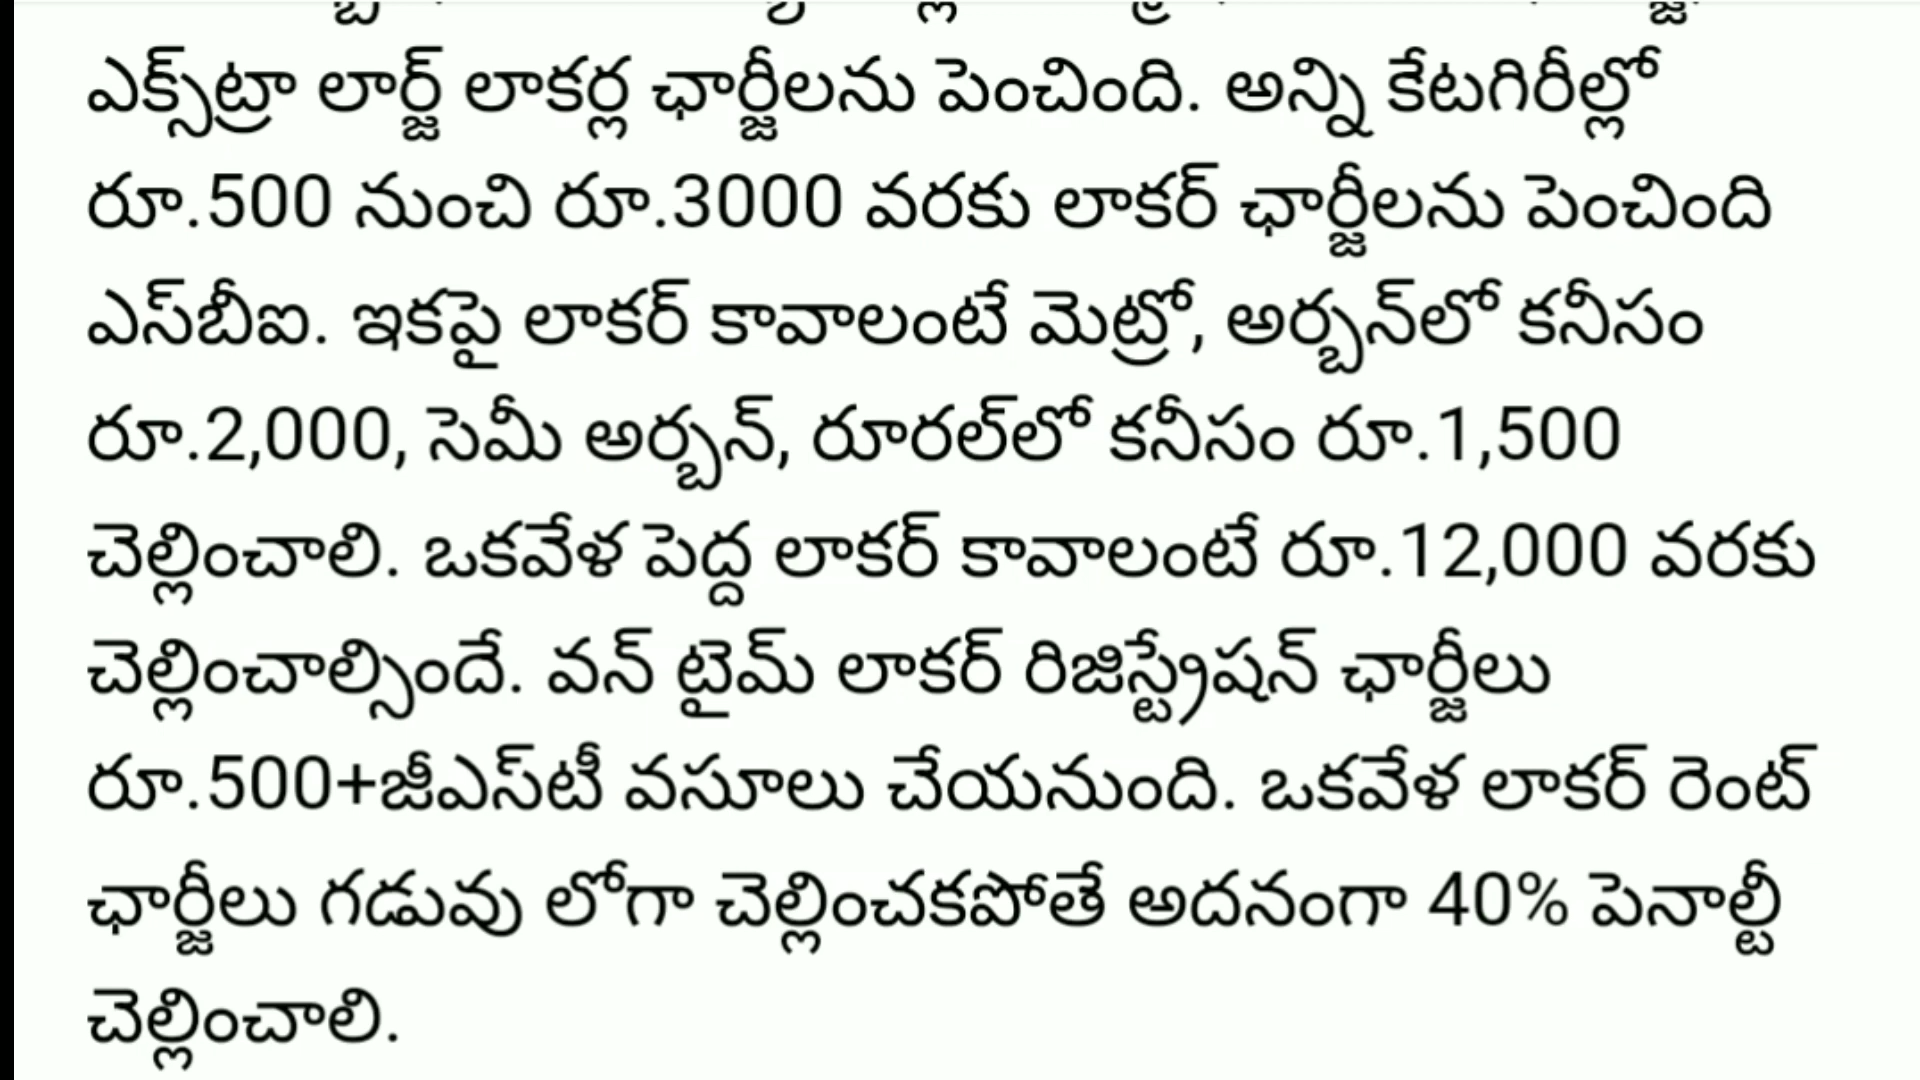 ఎక్స్‌ట్రా లార్జ్ లాకర్ల ఛార్జీలను పెంచింది. అన్ని కేటగిరీల్లో
రూ.500 నుంచి రూ.3000 వరకు లాకర్ ఛార్జీలను పెంచింది
ఎస్‌బీఐ. ఇకపై లాకర్ కావాలంటే మెట్రో, అర్బన్‌లో కనీసం
రూ.2,000, సెమీ అర్బన్, రూరల్‌లో కనీసం రూ.1,500
చెల్లించాలి. ఒకవేళ పెద్ద లాకర్ కావాలంటే రూ.12,000 వరకు
చెల్లించాల్సిందే. వన్ టైమ్ లాకర్ రిజిస్ట్రేషన్ ఛార్జీలు
రూ.500+జీఎస్‌టీ వసూలు చేయనుంది. ఒకవేళ లాకర్ రెంట్
ఛార్జీలు గడువు లోగా చెల్లించకపోతే అదనంగా 40% పెనాల్టీ
చెల్లించాలి.